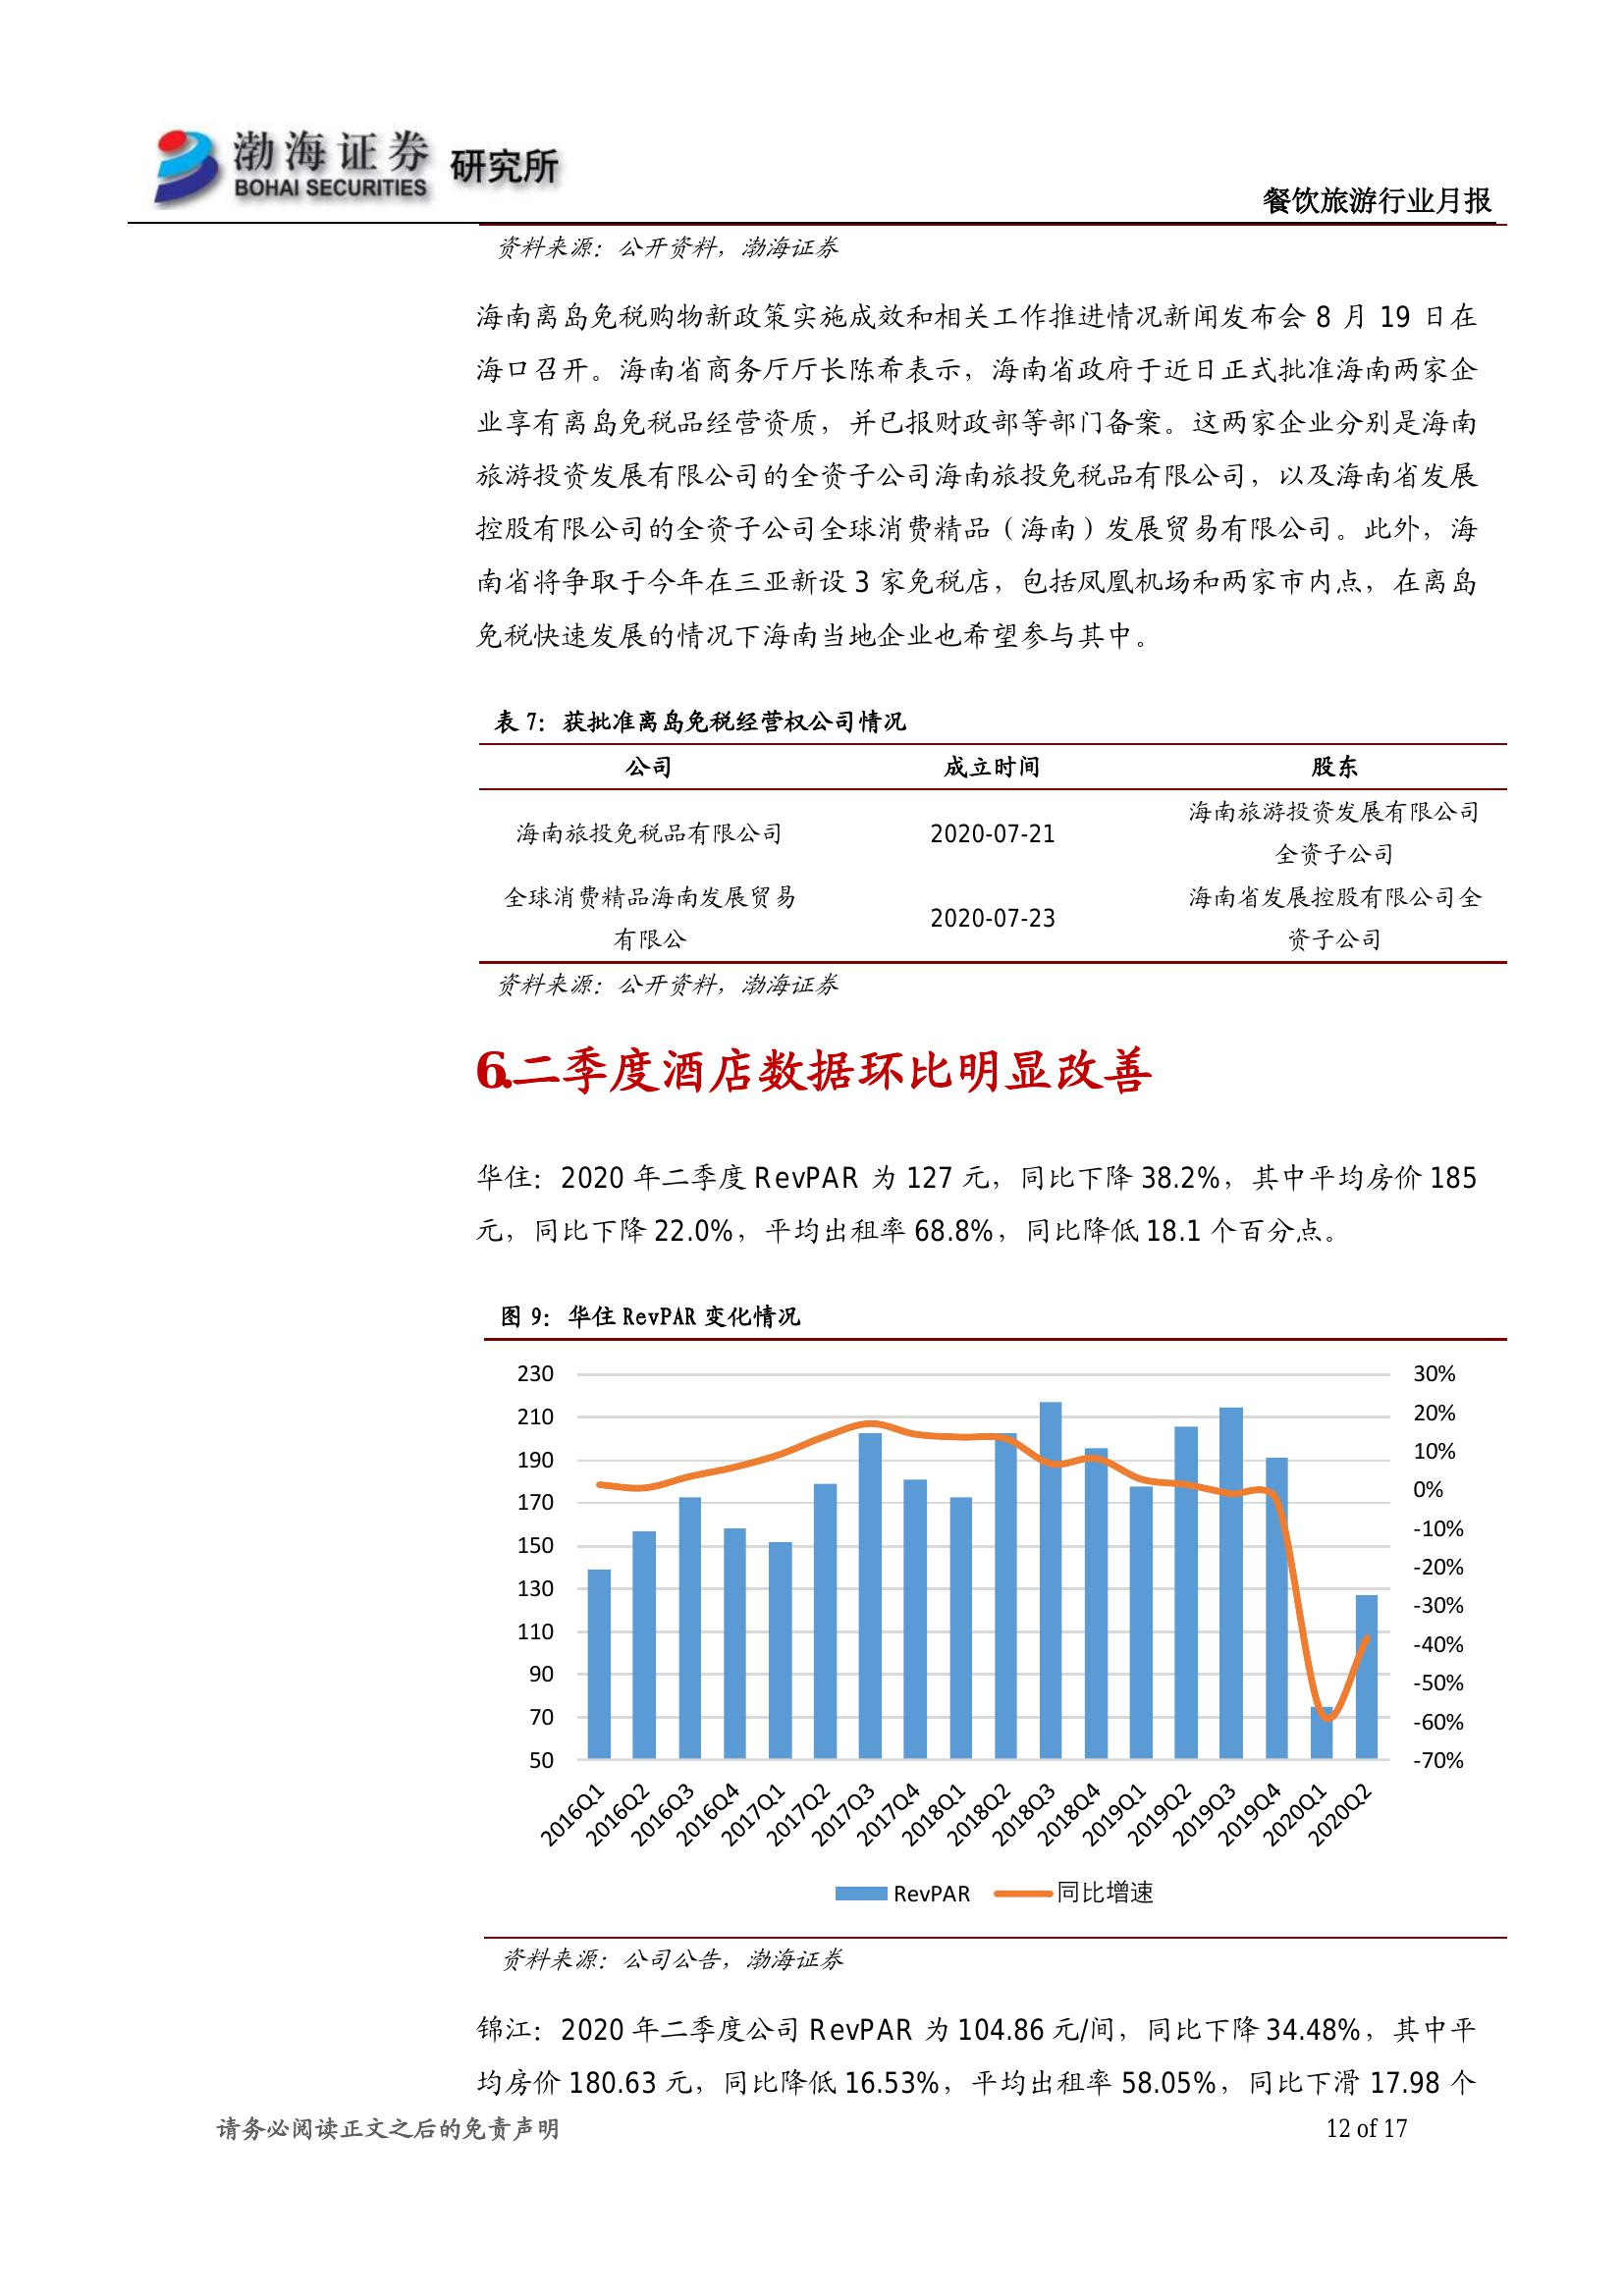 渤海证券 研究所
BOHAI SECURITIES
餐饮旅游行业月报
资料来源：公开资料，渤海证券
海南离岛免税购物新政策实施成效和相关工作推进情况新闻发布会 8 月 19 日在
海口召开。海南省商务厅厅长陈希表示，海南省政府于近日正式批准海南两家企
业享有离岛免税品经营资质，并已报财政部等部门备案。这两家企业分别是海南
旅游投资发展有限公司的全资子公司海南旅投免税品有限公司，以及海南省发展
控股有限公司的全资子公司全球消费精品（海南）发展贸易有限公司。此外，海
南省将争取于今年在三亚新设 3 家免税店，包括凤凰机场和两家市内点，在离岛
免税快速发展的情况下海南当地企业也希望参与其中。
表 7：获批准离岛免税经营权公司情况
公司 成立时间 股东
海南旅投免税品有限公司 2020-07-21 海南旅游投资发展有限公司
全资子公司
全球消费精品海南发展贸易
有限公 2020-07-23 海南省发展控股有限公司全
资子公司
资料来源：公开资料，渤海证券
6.二季度酒店数据环比明显改善
华住：2020 年二季度 RevPAR 为 127 元，同比下降 38.2%，其中平均房价 185
元，同比下降 22.0%，平均出租率 68.8%，同比降低 18.1 个百分点。
图 9：华住 RevPAR 变化情况
230 30%
210 20%
190 10%
170 0%
150 -10%
130 -20%
110 -30%
90 -40%
70 -50%
50 -60%
-70%
2016Q1 2016Q2 2016Q3 2016Q4 2017Q1 2017Q2 2017Q3 2017Q4 2018Q1 2018Q2 2018Q3 2018Q4 2019Q1 2019Q2 2019Q3 2019Q4 2020Q1 2020Q2
RevPAR 同比增速
资料来源：公司公告，渤海证券
锦江：2020 年二季度公司 RevPAR 为 104.86 元/间，同比下降 34.48%，其中平
均房价 180.63 元，同比降低 16.53%，平均出租率 58.05%，同比下滑 17.98 个
请务必阅读正文之后的免责声明 12 of 17